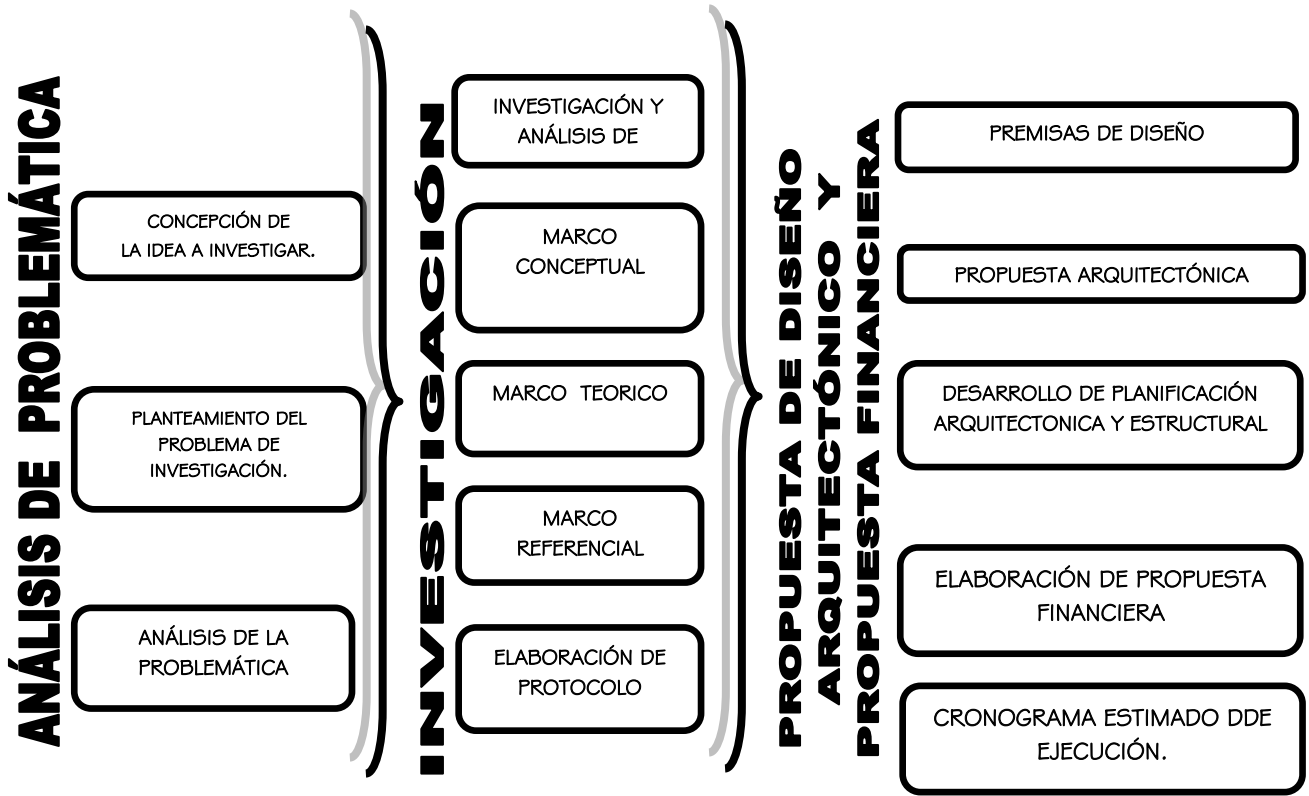 ANÁLISIS DE PROBLEMÁTICA
CONCEPCIÓN DE
LA IDEA A INVESTIGAR.
PLANTEAMIENTO DEL
PROBLEMA DE
INVESTIGACIÓN.
ANÁLISIS DE LA
PROBLEMÁTICA
INVESTIGACIÓN
INVESTIGACIÓN Y
ANÁLISIS DE
MARCO
CONCEPTUAL
MARCO TEORICO
MARCO
REFERENCIAL
ELABORACIÓN DE
PROTOCOLO
PROPUESTA DE DISEÑO
ARQUITECTÓNICO Y
PROPUESTA FINANCIERA
PREMISAS DE DISEÑO
PROPUESTA ARQUITECTÓNICA
DESARROLLO DE PLANIFICACIÓN
ARQUITECTONICA Y ESTRUCTURAL
ELABORACIÓN DE PROPUESTA
FINANCIERA
CRONOGRAMA ESTIMADO DDE
EJECUCIÓN.